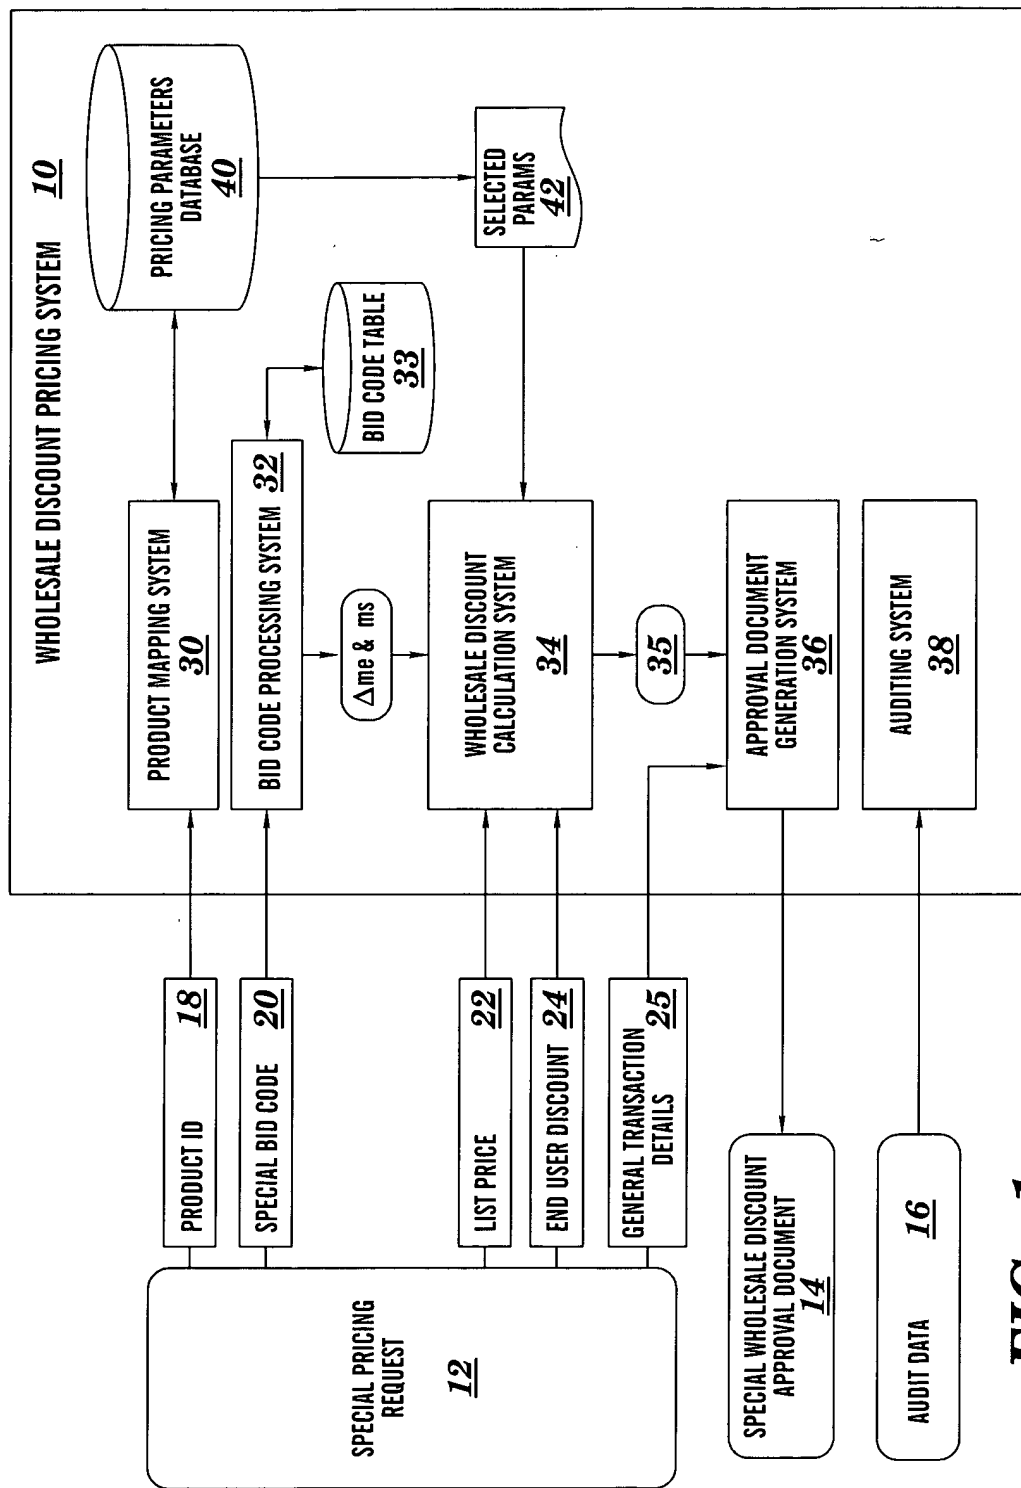 WHOLESALE DISCOUNT PRICING SYSTEM 10
SPECIAL PRICING
REQUEST
12
PRODUCT ID 18
SPECIAL BID CODE 20
LIST PRICE 22
END USER DISCOUNT 24
GENERAL TRANSACTION
DETAILS 25
PRODUCT MAPPING SYSTEM
30
BID CODE PROCESSING SYSTEM 32
Δme & ms
WHOLESALE DISCOUNT
CALCULATION SYSTEM
34
35
APPROVAL DOCUMENT
GENERATION SYSTEM
36
AUDITING SYSTEM
38
PRICING PARAMETERS
DATABASE
40
BID CODE TABLE
33
SELECTED
PARAMS
42
SPECIAL WHOLESALE DISCOUNT
APPROVAL DOCUMENT
14
AUDIT DATA 16